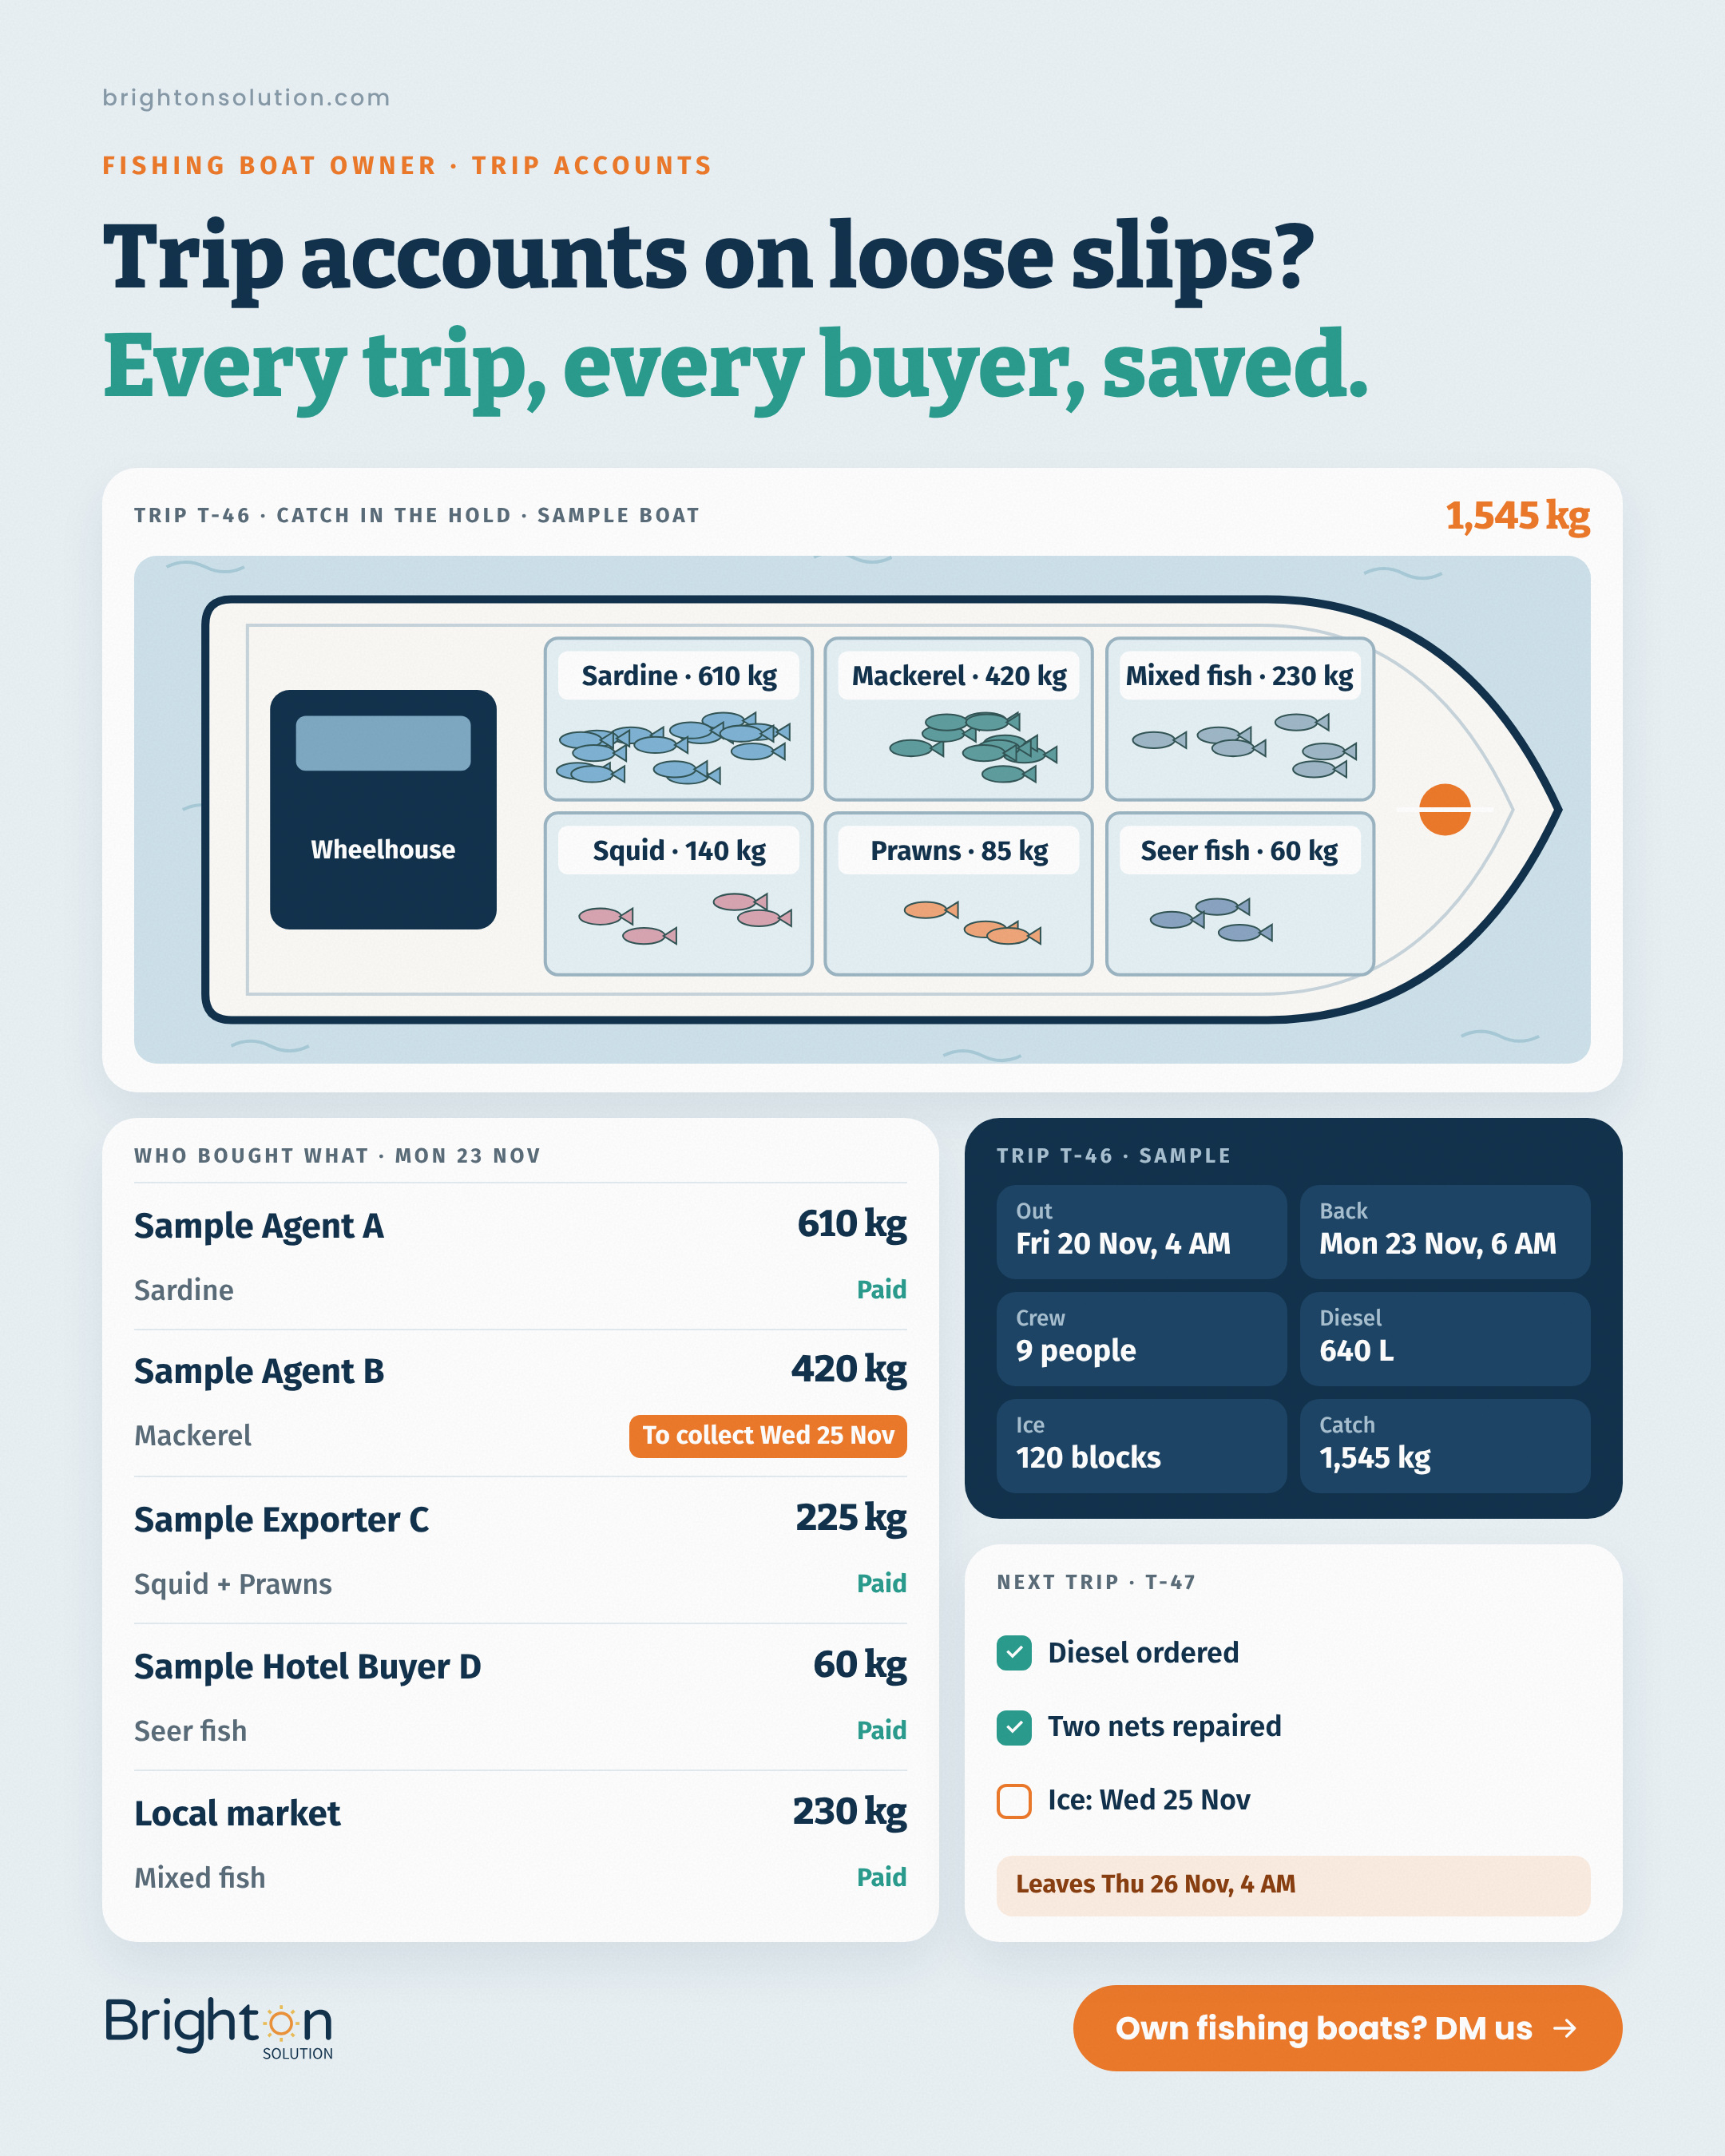 brightonsolution.com
FISHING BOAT OWNER · TRIP ACCOUNTS
Trip accounts on loose slips?
Every trip, every buyer, saved.
TRIP T-46 · CATCH IN THE HOLD · SAMPLE BOAT
1,545 kg
Sardine · 610 kg
Mackerel · 420 kg
Mixed fish · 230 kg
Wheelhouse
Squid · 140 kg
Prawns · 85 kg
Seer fish · 60 kg
WHO BOUGHT WHAT · MON 23 NOV
Sample Agent A
610 kg
Sardine
Paid
Sample Agent B
420 kg
Mackerel
To collect Wed 25 Nov
Sample Exporter C
225 kg
Squid + Prawns
Paid
Sample Hotel Buyer D
60 kg
Seer fish
Paid
Local market
230 kg
Mixed fish
Paid
TRIP T-46 · SAMPLE
Out
Fri 20 Nov, 4 AM
Back
Mon 23 Nov, 6 AM
Crew
9 people
Diesel
640 L
Ice
120 blocks
Catch
1,545 kg
NEXT TRIP · T-47
Diesel ordered
Two nets repaired
Ice: Wed 25 Nov
Leaves Thu 26 Nov, 4 AM
Brighton
SOLUTION
Own fishing boats? DM us →